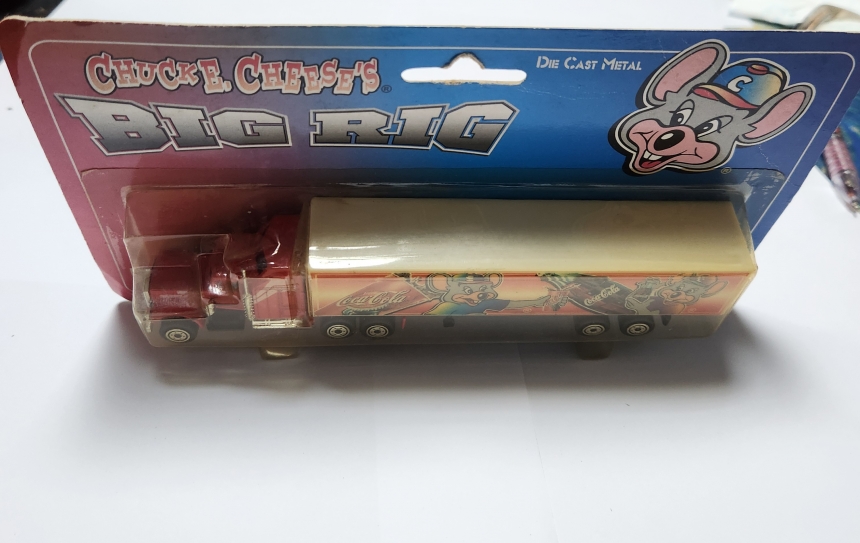 CHUCK E. CHEESE'S®
BIG RIG
DIE CAST METAL
C
Coca-Cola
Coca-Cola